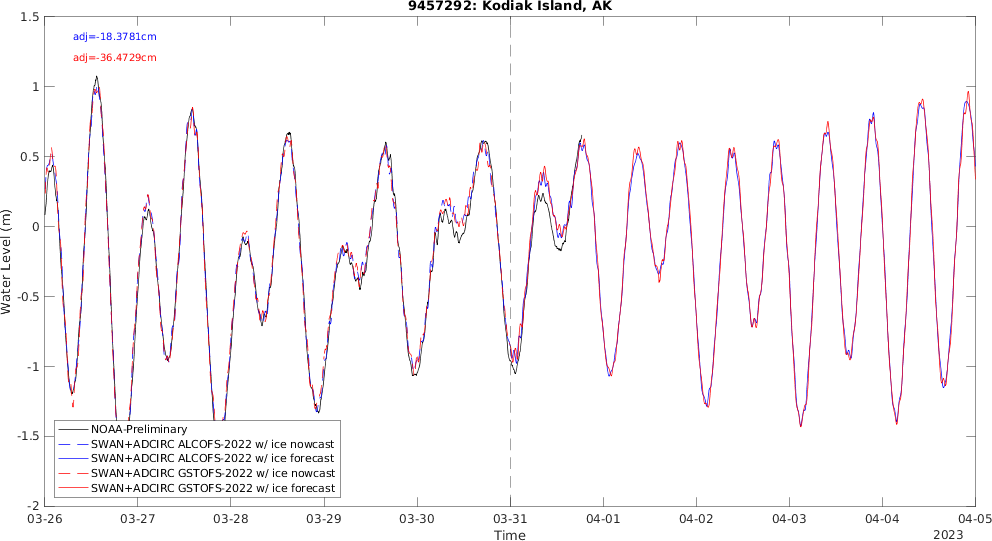 9457292: Kodiak Island, AK
adj=-18.3781cm
adj=-36.4729cm
1.5
1
0.5
0
-0.5
-1
-1.5
-2
Water Level (m)
NOAA-Preliminary
SWAN+ADCIRC ALCOFS-2022 w/ ice nowcast
SWAN+ADCIRC ALCOFS-2022 w/ ice forecast
SWAN+ADCIRC GSTOFS-2022 w/ ice nowcast
SWAN+ADCIRC GSTOFS-2022 w/ ice forecast
03-26 03-27 03-28 03-29 03-30 03-31 04-01 04-02 04-03 04-04 04-05
Time
2023